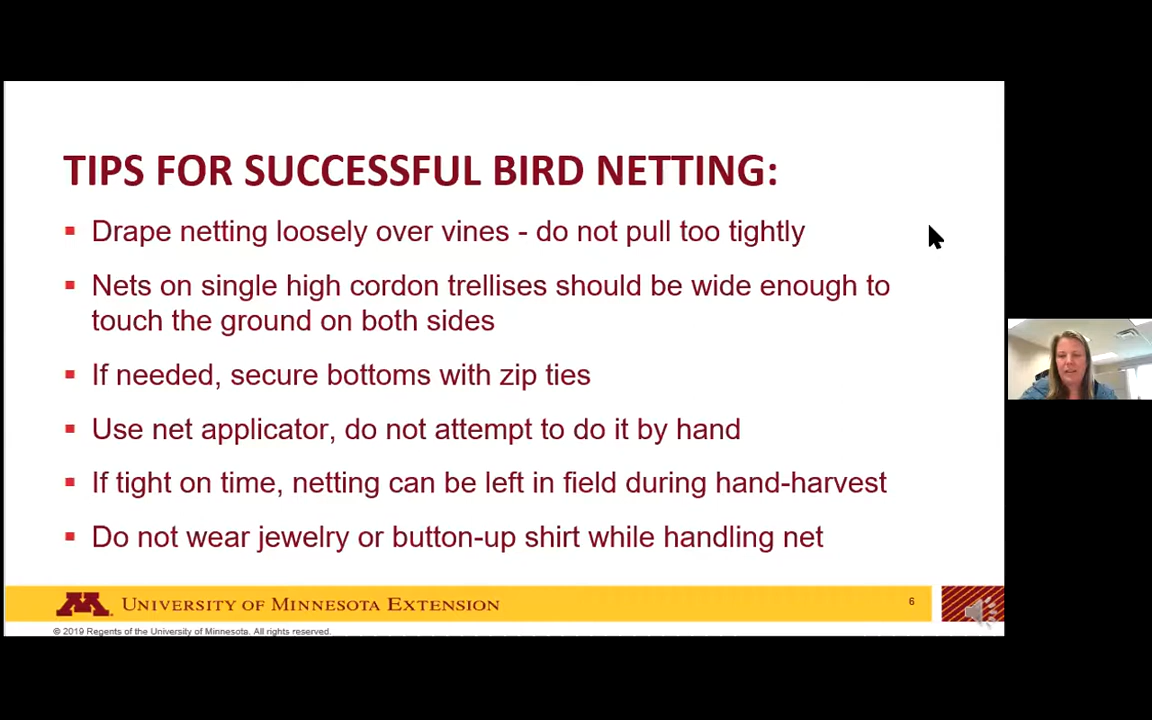 TIPS FOR SUCCESSFUL BIRD NETTING:
Drape netting loosely over vines - do not pull too tightly
Nets on single high cordon trellises should be wide enough to
touch the ground on both sides
If needed, secure bottoms with zip ties
Use net applicator, do not attempt to do it by hand
If tight on time, netting can be left in field during hand-harvest
Do not wear jewelry or button-up shirt while handling net
UNIVERSITY OF MINNESOTA EXTENSION
6
© 2019 Regents of the University of Minnesota. All rights reserved.